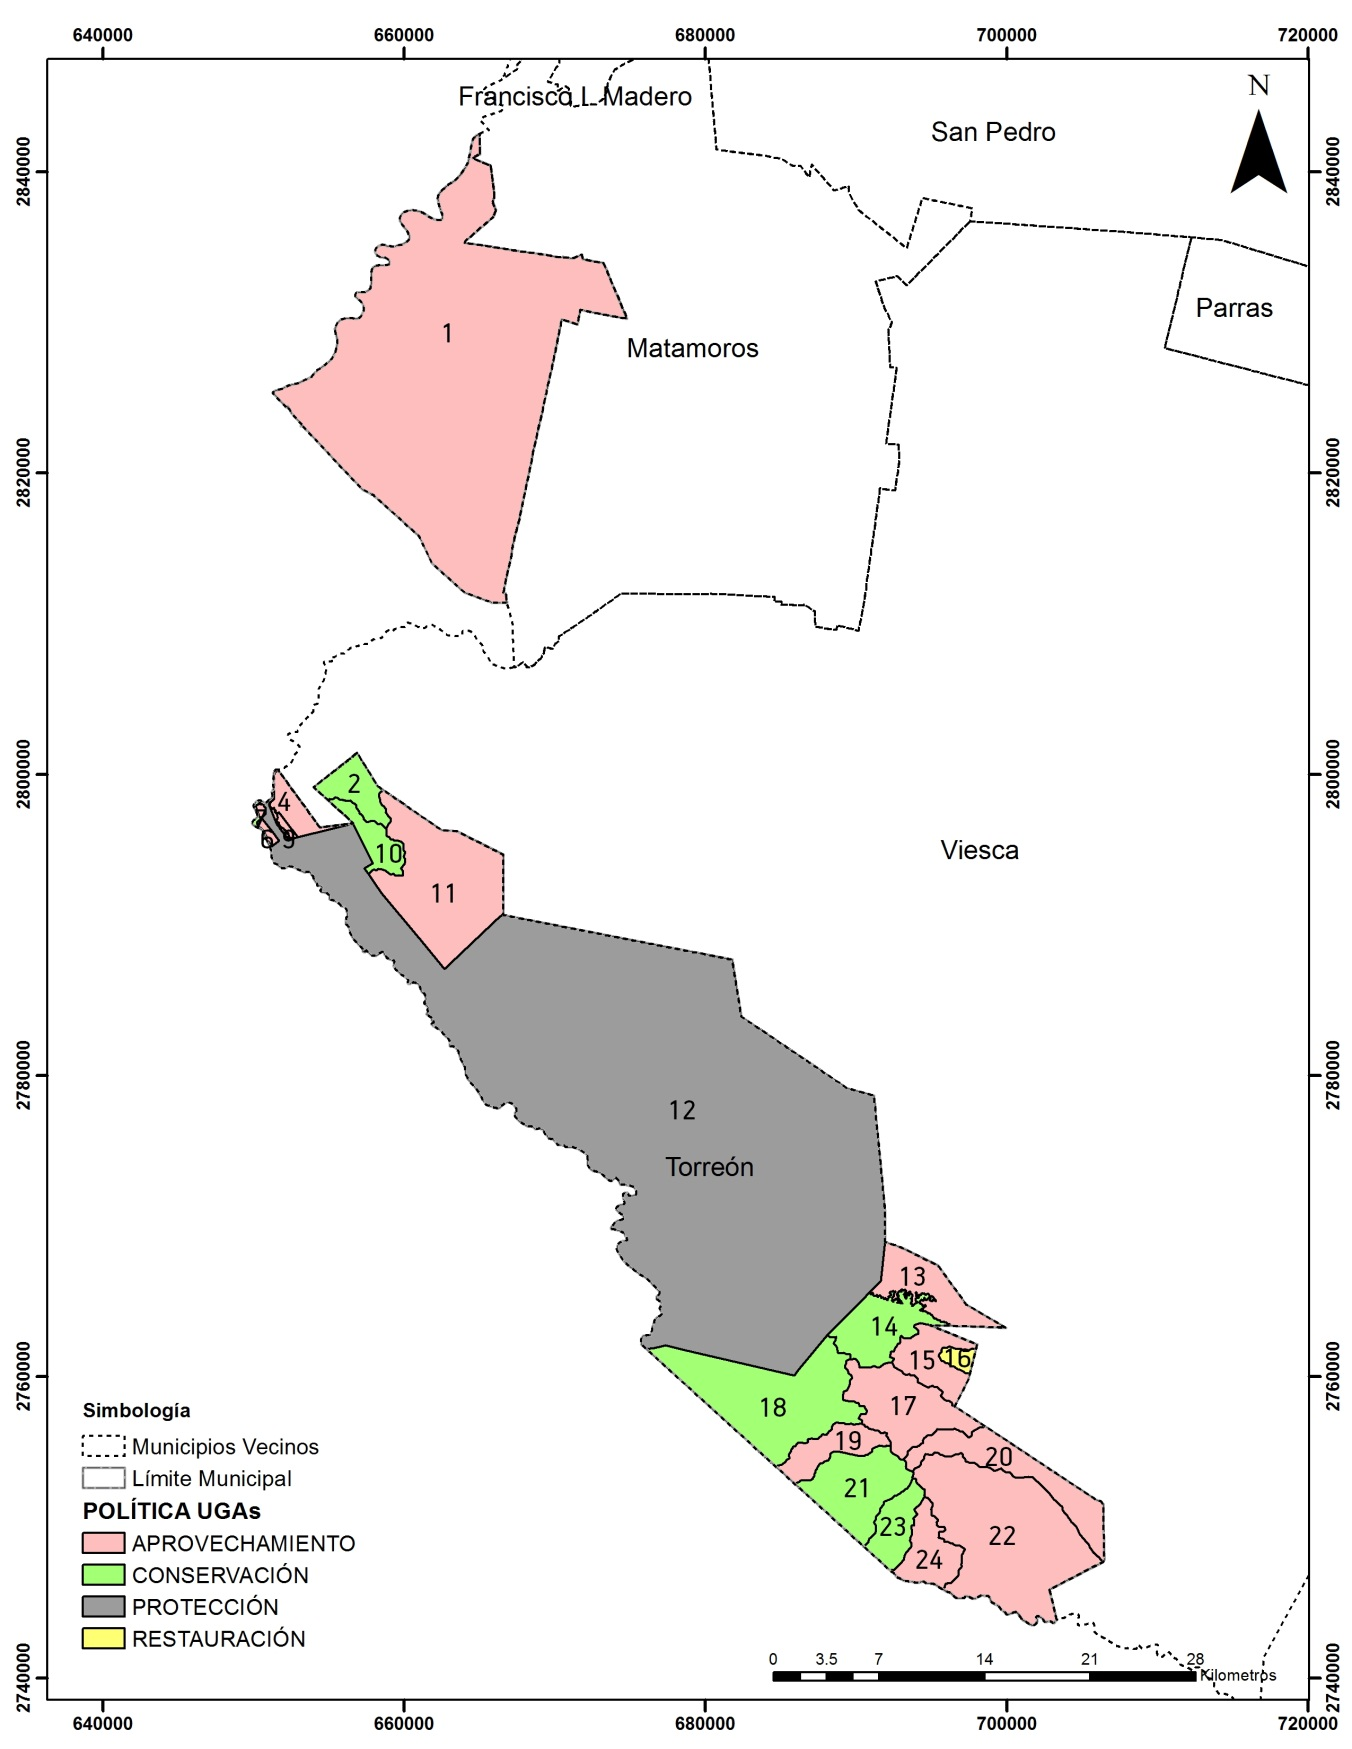 640000 660000 680000 700000 720000
Francisco I. Madero
N
San Pedro
2840000 2840000
Parras
1
Matamoros
2820000 2820000
2800000 2800000
2
4
10
6 9
Viesca
11
2780000 2780000
12
Torreón
13
14
15 16
2760000 2760000
18 17
19
20
21
23 22
24
Simbología
Municipios Vecinos
Límite Municipal
POLÍTICA UGAs
APROVECHAMIENTO
CONSERVACIÓN
PROTECCIÓN
RESTAURACIÓN
0 3.5 7 14 21 28
Kilometros
2740000 2740000
640000 660000 680000 700000 720000